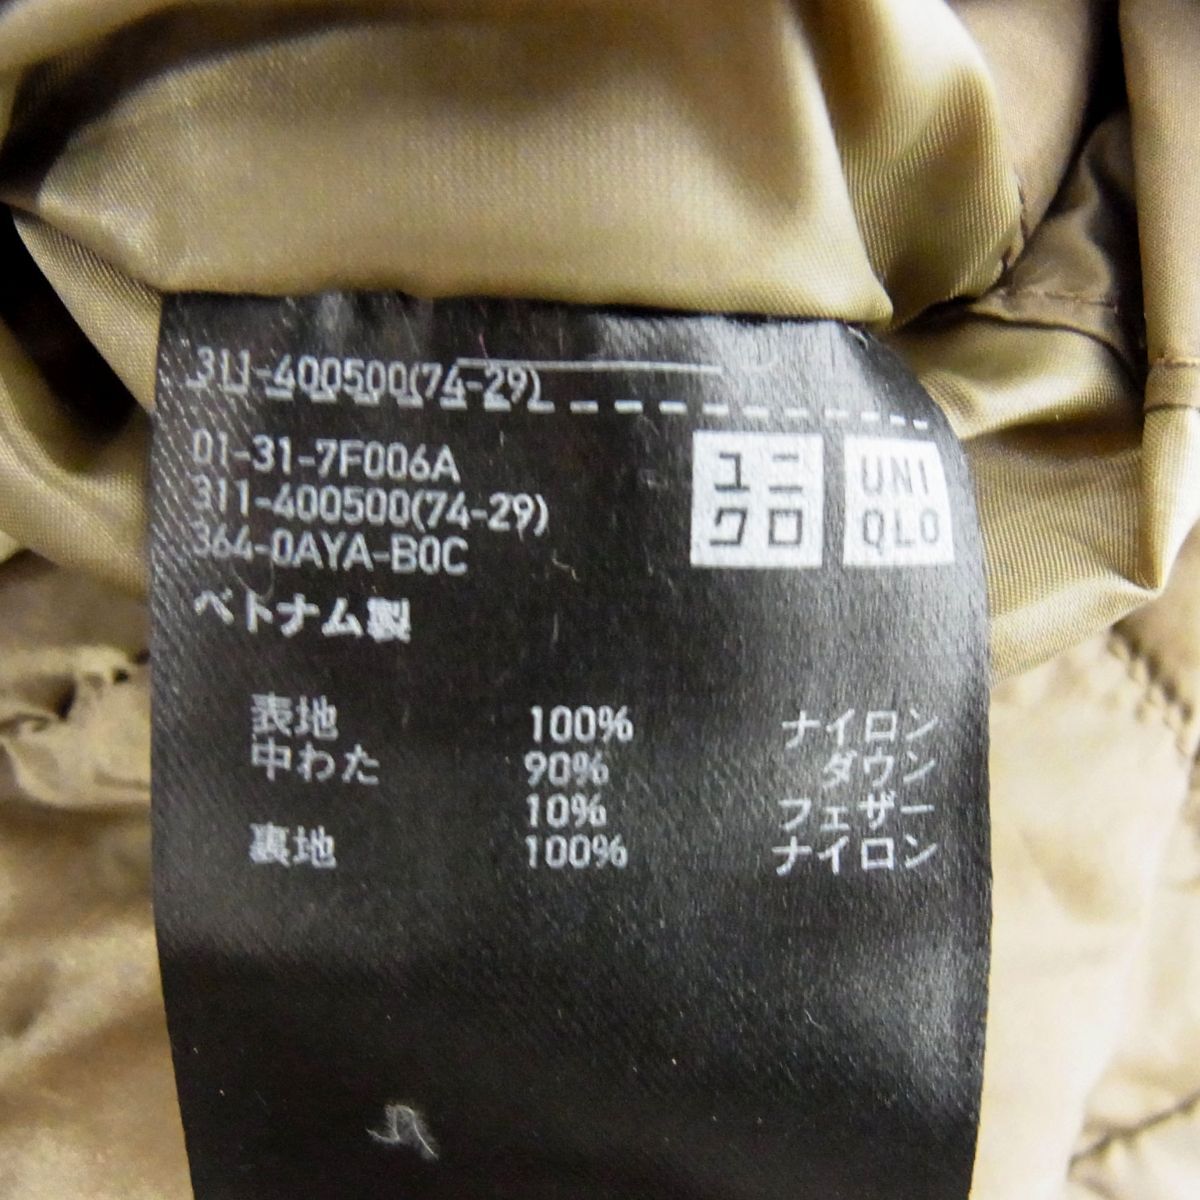 311-400500(74-29)
01-31-7F006A
311-400500(74-29)
364-0AYA-B0C
ユニ
クロ
UNI
QLO
ベトナム製
表地 100% ナイロン
中わた 90% ダウン
10% フェザー
裏地 100% ナイロン